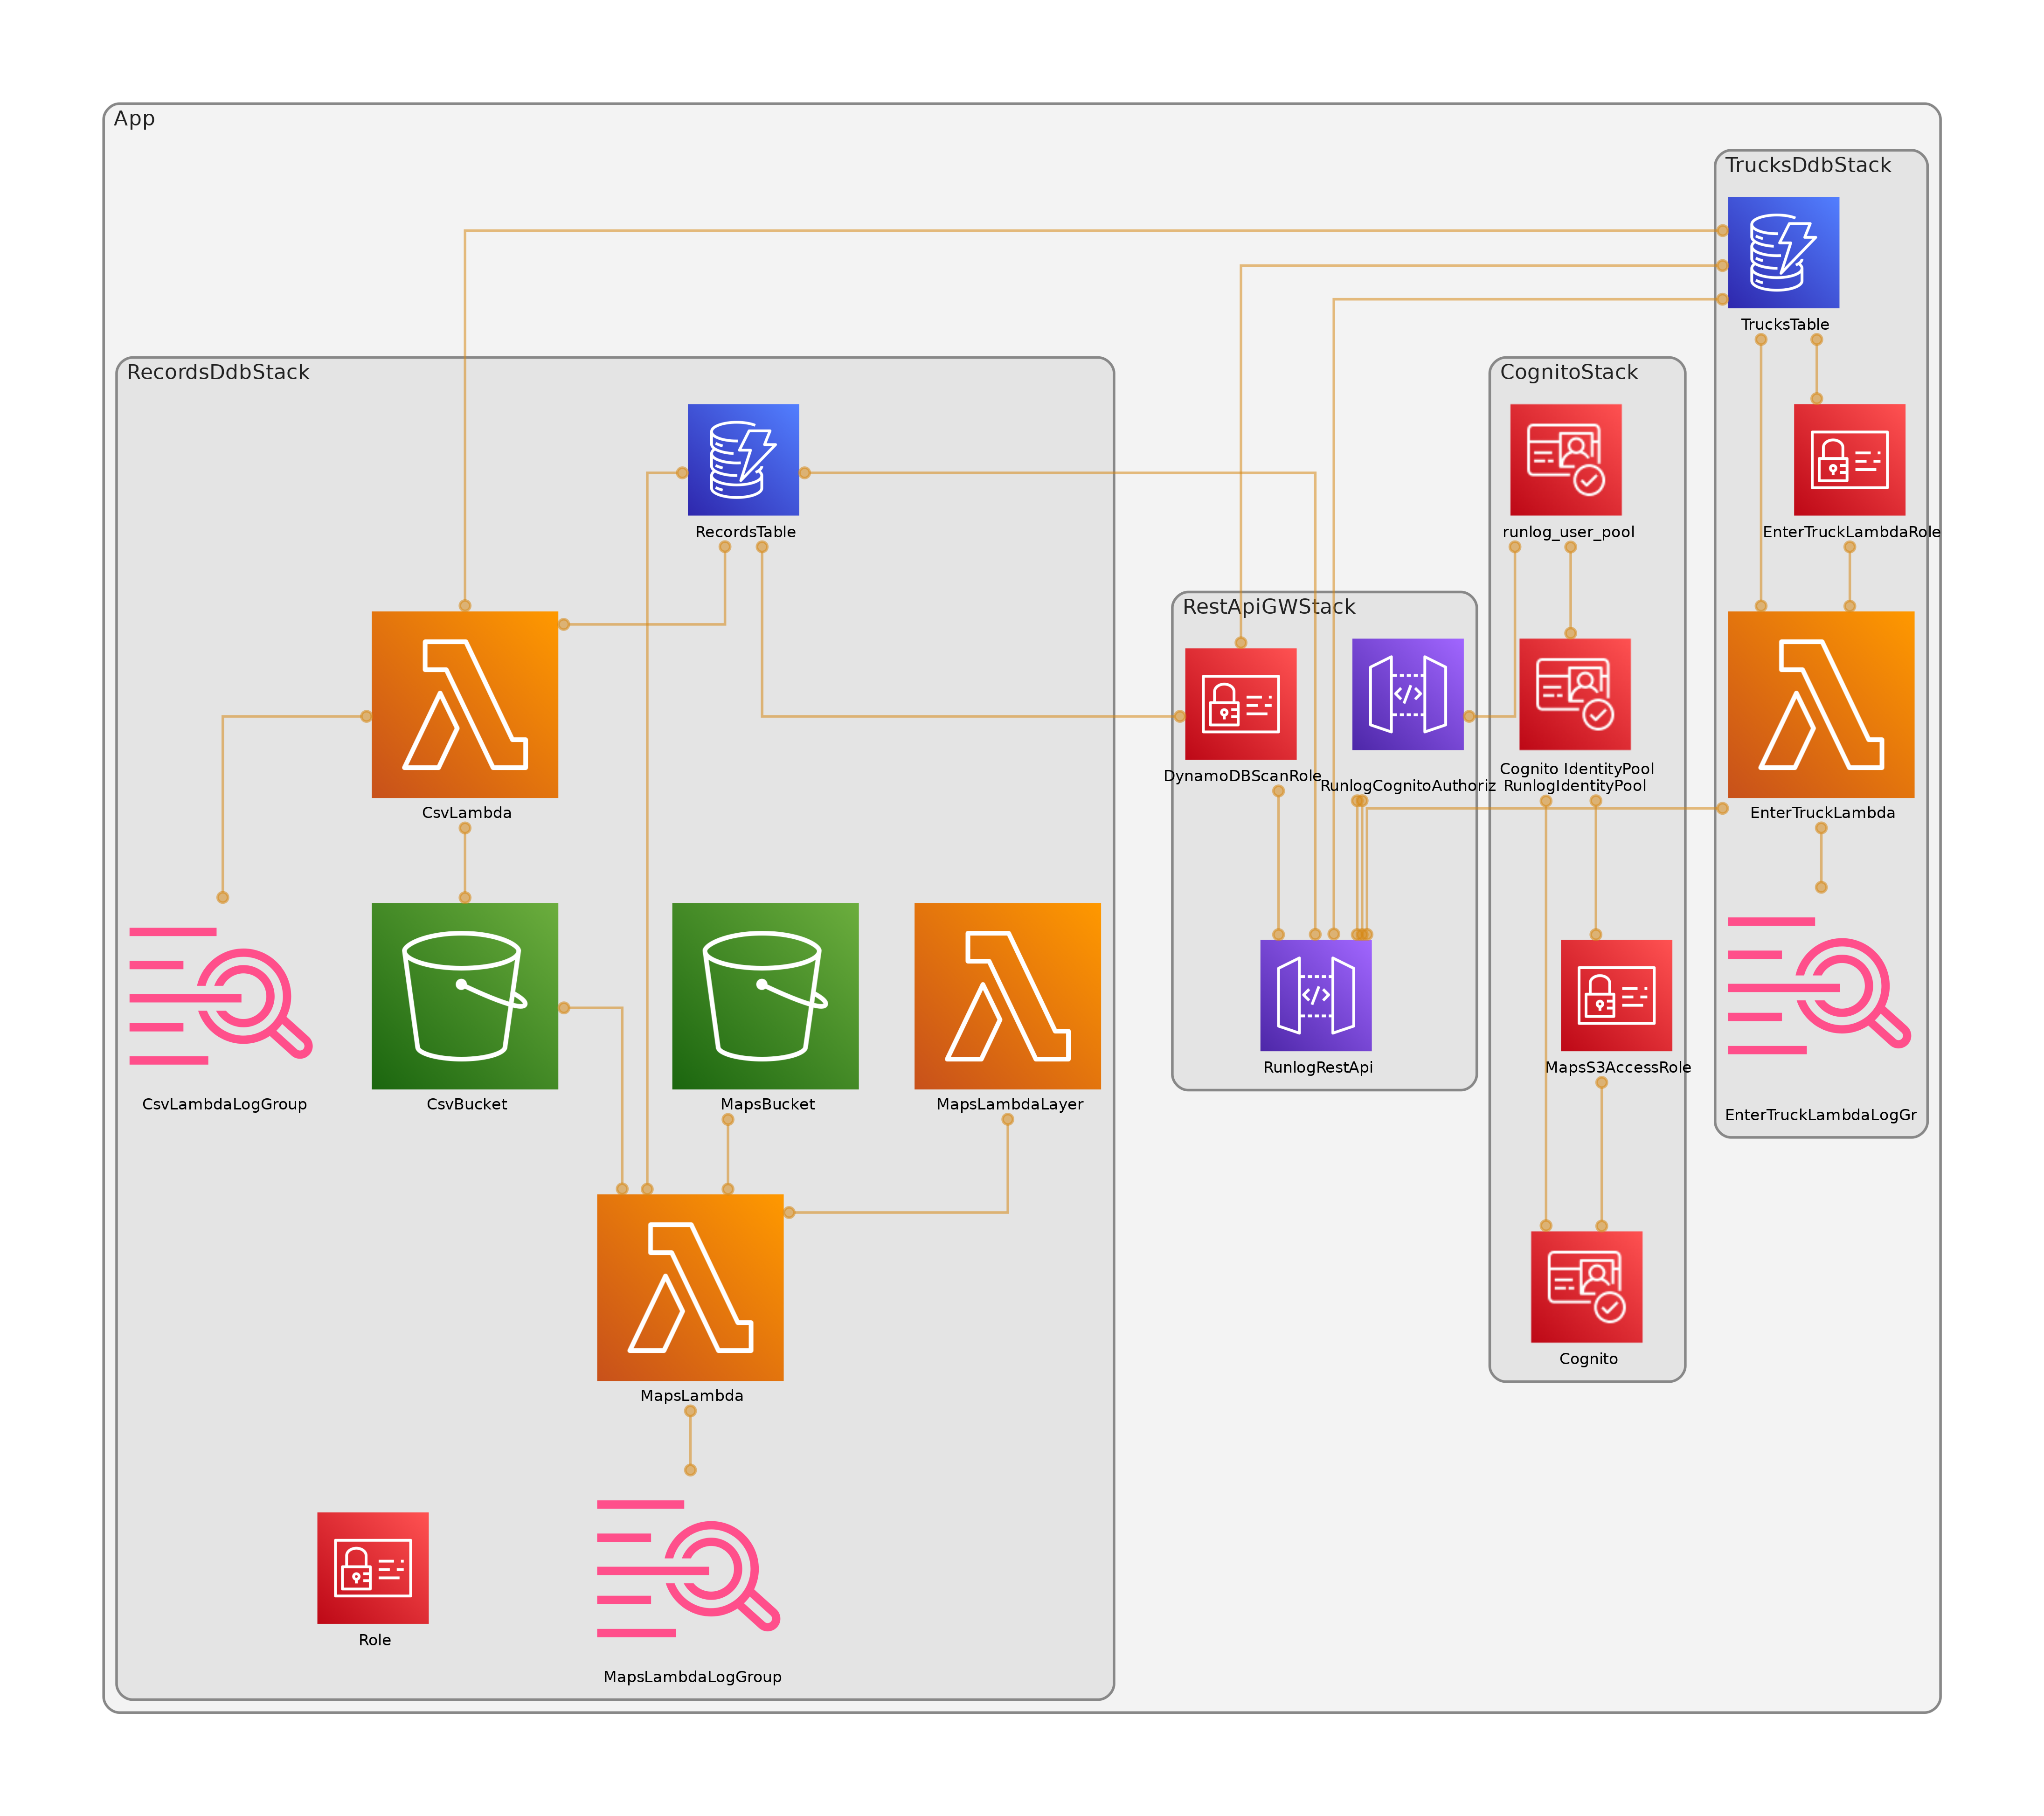 App
TrucksDdbStack
TrucksTable
RecordsDdbStack
CognitoStack
RecordsTable
runlog_user_pool
EnterTruckLambdaRole
RestApiGWStack
DynamoDBScanRole
RunlogCognitoAuthoriz
Cognito IdentityPool
RunlogIdentityPool
CsvLambda
EnterTruckLambda
RunlogRestApi
MapsS3AccessRole
CsvLambdaLogGroup
CsvBucket
MapsBucket
MapsLambdaLayer
EnterTruckLambdaLogGr
Cognito
MapsLambda
Role
MapsLambdaLogGroup